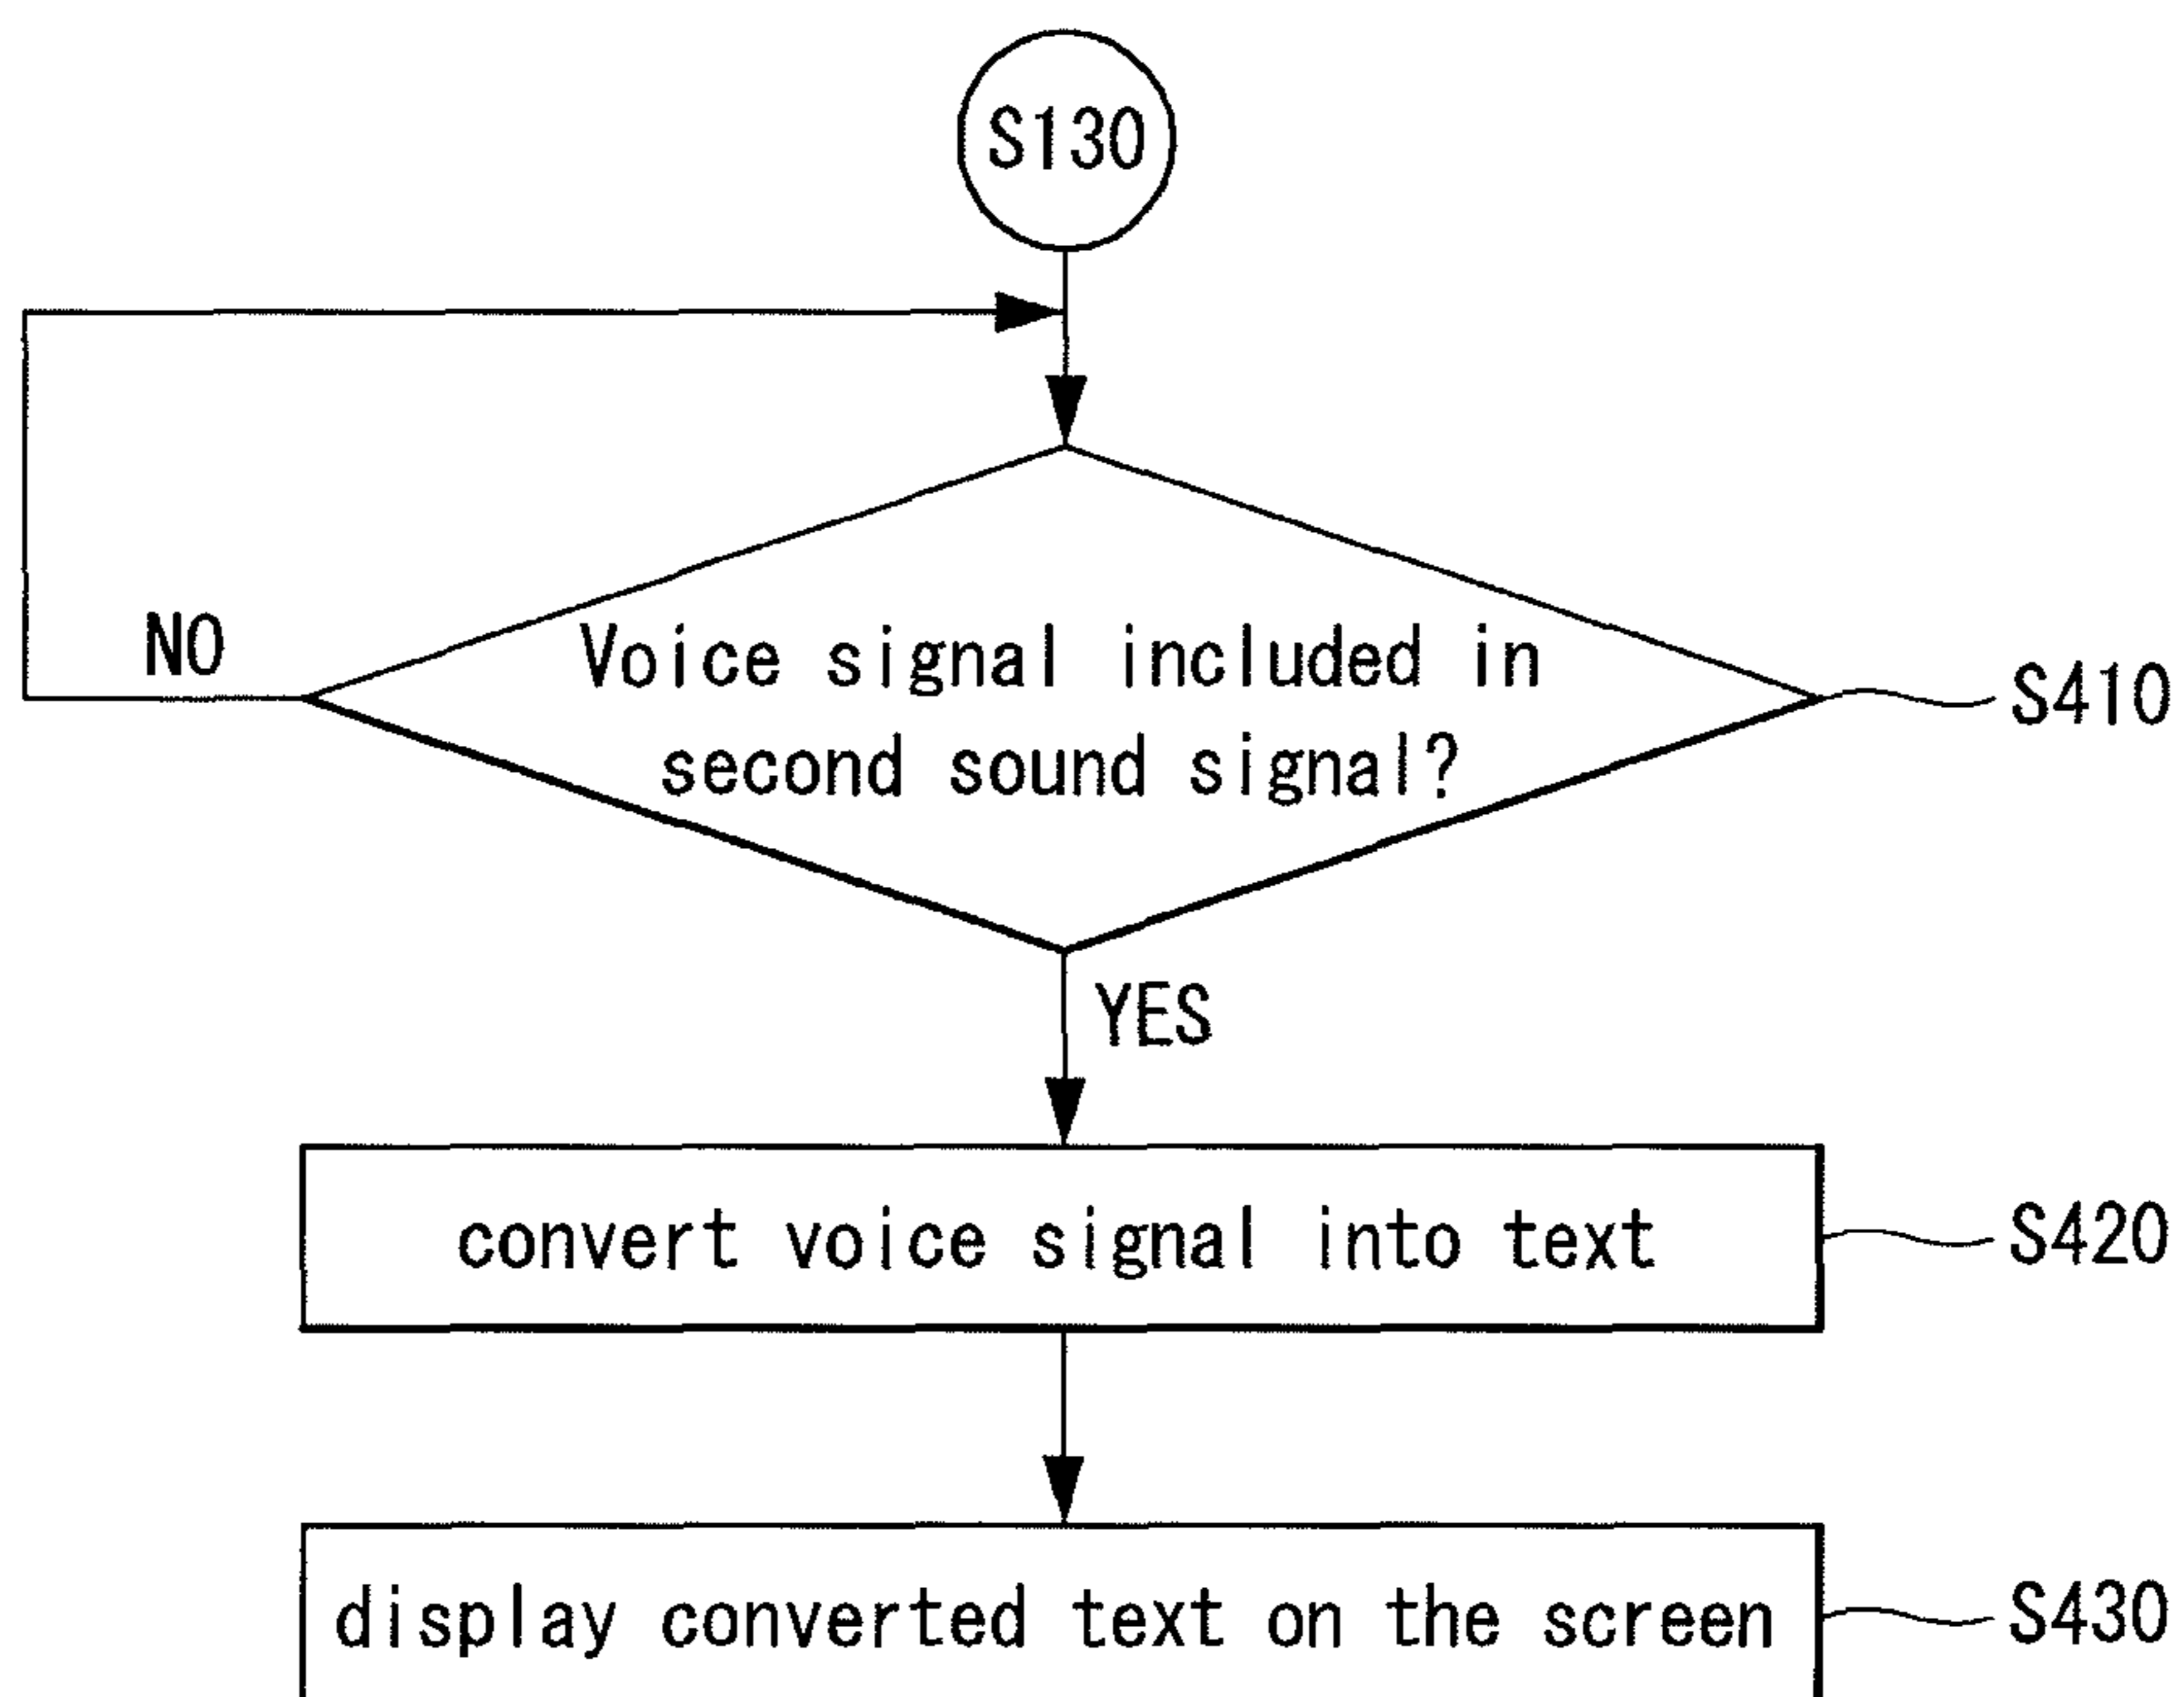 S130
NO
Voice signal included in
second sound signal?
S410
YES
convert voice signal into text
S420
display converted text on the screen
S430